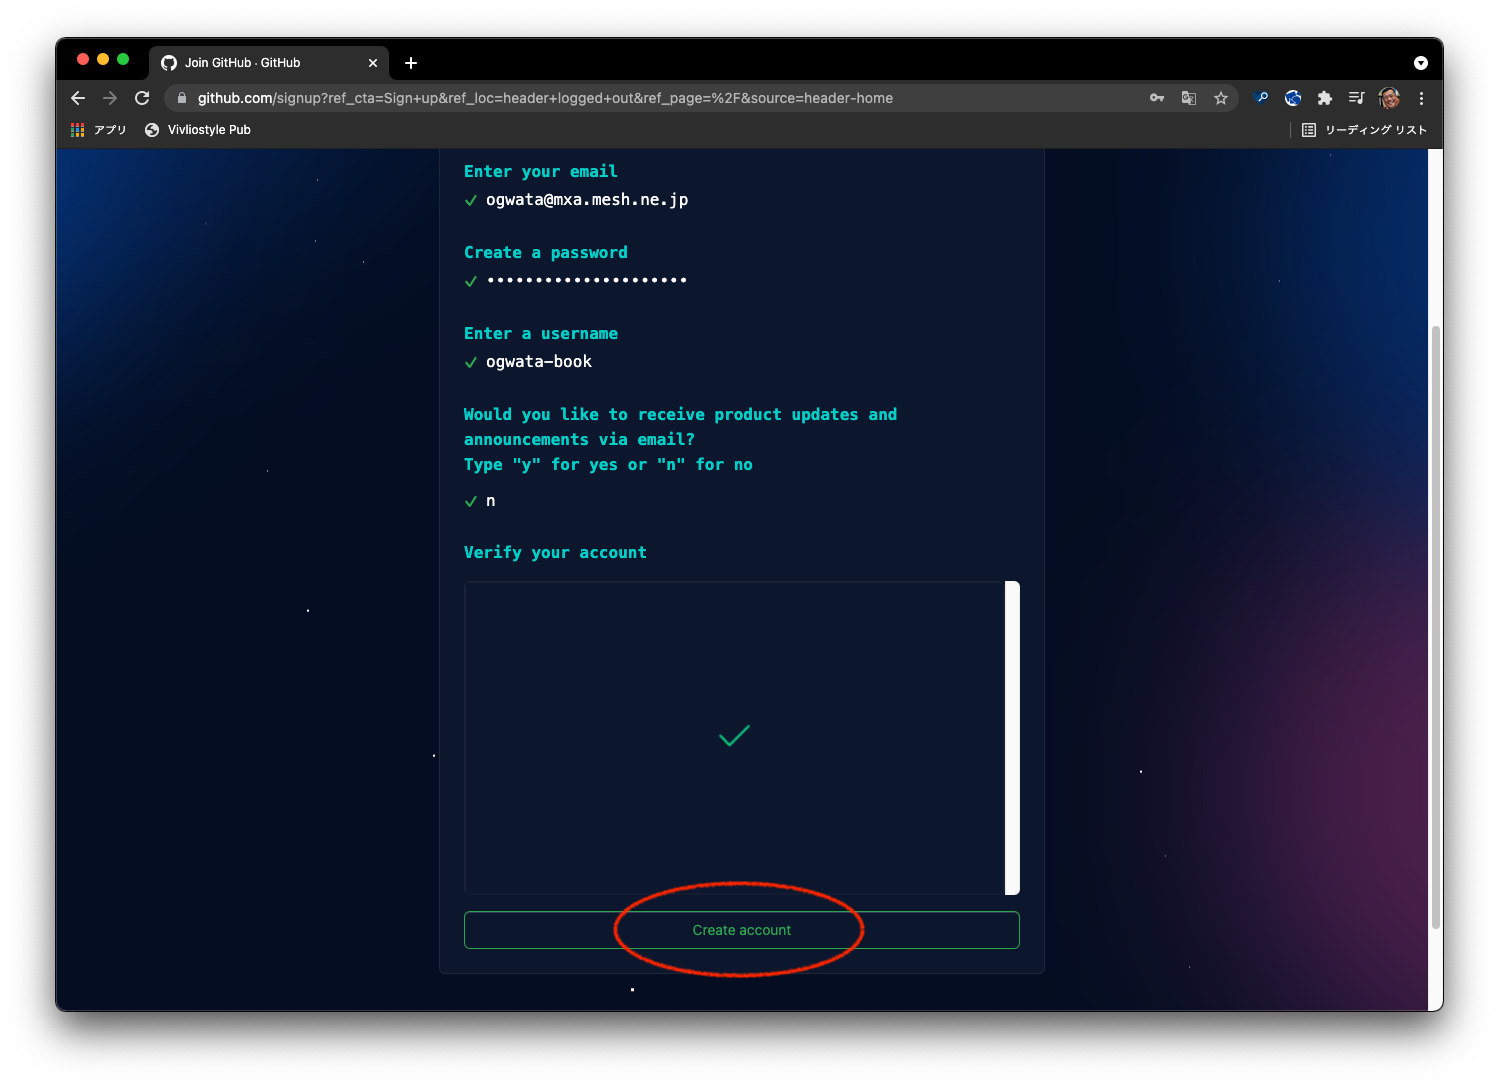 Join GitHub · GitHub
github.com/signup?ref_cta=Sign+up&ref_loc=header+logged+out&ref_page=%2F&source=header-home
アプリ
Vivliostyle Pub
リーディング リスト
Enter your email
ogwata@mxa.mesh.ne.jp
Create a password
•••••••••••••••••••••
Enter a username
ogwata-book
Would you like to receive product updates and
announcements via email?
Type "y" for yes or "n" for no
n
Verify your account
Create account